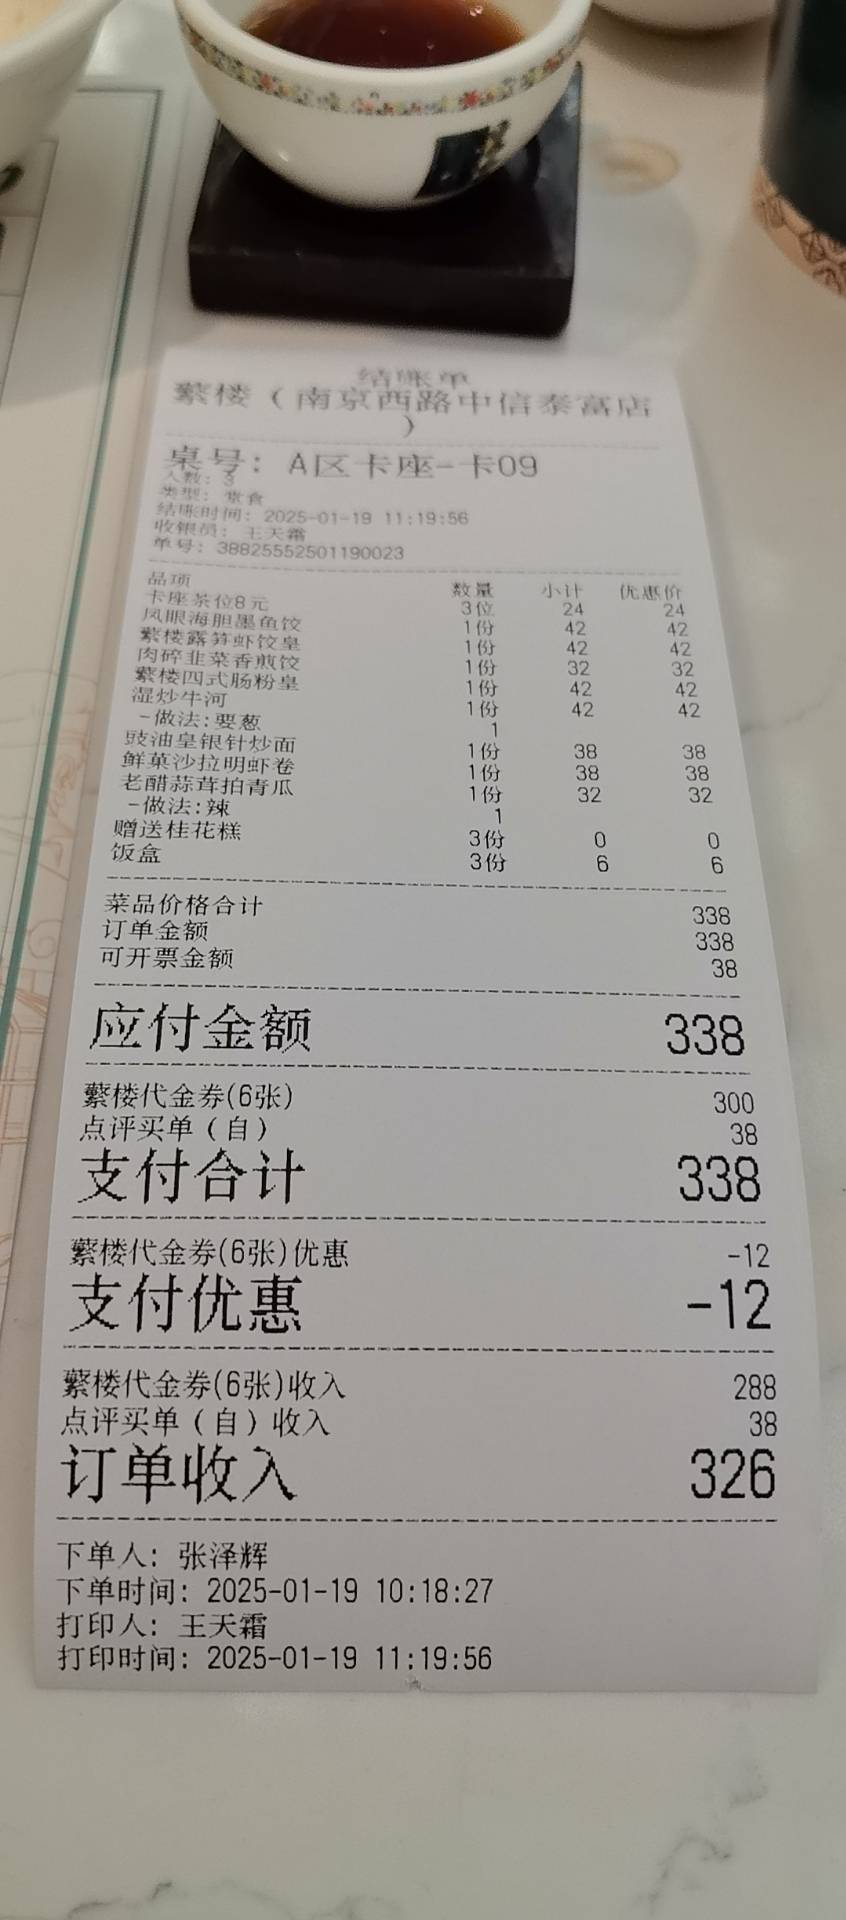 结账单
蘩楼（南京西路中信泰富店
）
桌号: A区卡座-卡09
人数: 3
类型: 堂食
结账时间: 2025-01-19 11:19:56
收银员: 王天霜
单号: 388255552501190023
品项 数量 小计 优惠价
卡座茶位8元 3位 24 24
凤眼海胆墨鱼饺 1份 42 42
蘩楼露笋虾饺皇 1份 42 42
肉碎韭菜香煎饺 1份 32 32
蘩楼四式肠粉皇 1份 42 42
湿炒牛河 1份 42 42
-做法:要葱 1
豉油皇银针炒面 1份 38 38
鲜菓沙拉明虾卷 1份 38 38
老醋蒜茸拍青瓜 1份 32 32
-做法:辣 1
赠送桂花糕 3份 0 0
饭盒 3份 6 6
菜品价格合计 338
订单金额 338
可开票金额 38
应付金额 338
蘩楼代金券(6张) 300
点评买单（自） 38
支付合计 338
蘩楼代金券(6张)优惠 -12
支付优惠 -12
蘩楼代金券(6张)收入 288
点评买单（自）收入 38
订单收入 326
下单人: 张泽辉
下单时间: 2025-01-19 10:18:27
打印人: 王天霜
打印时间: 2025-01-19 11:19:56